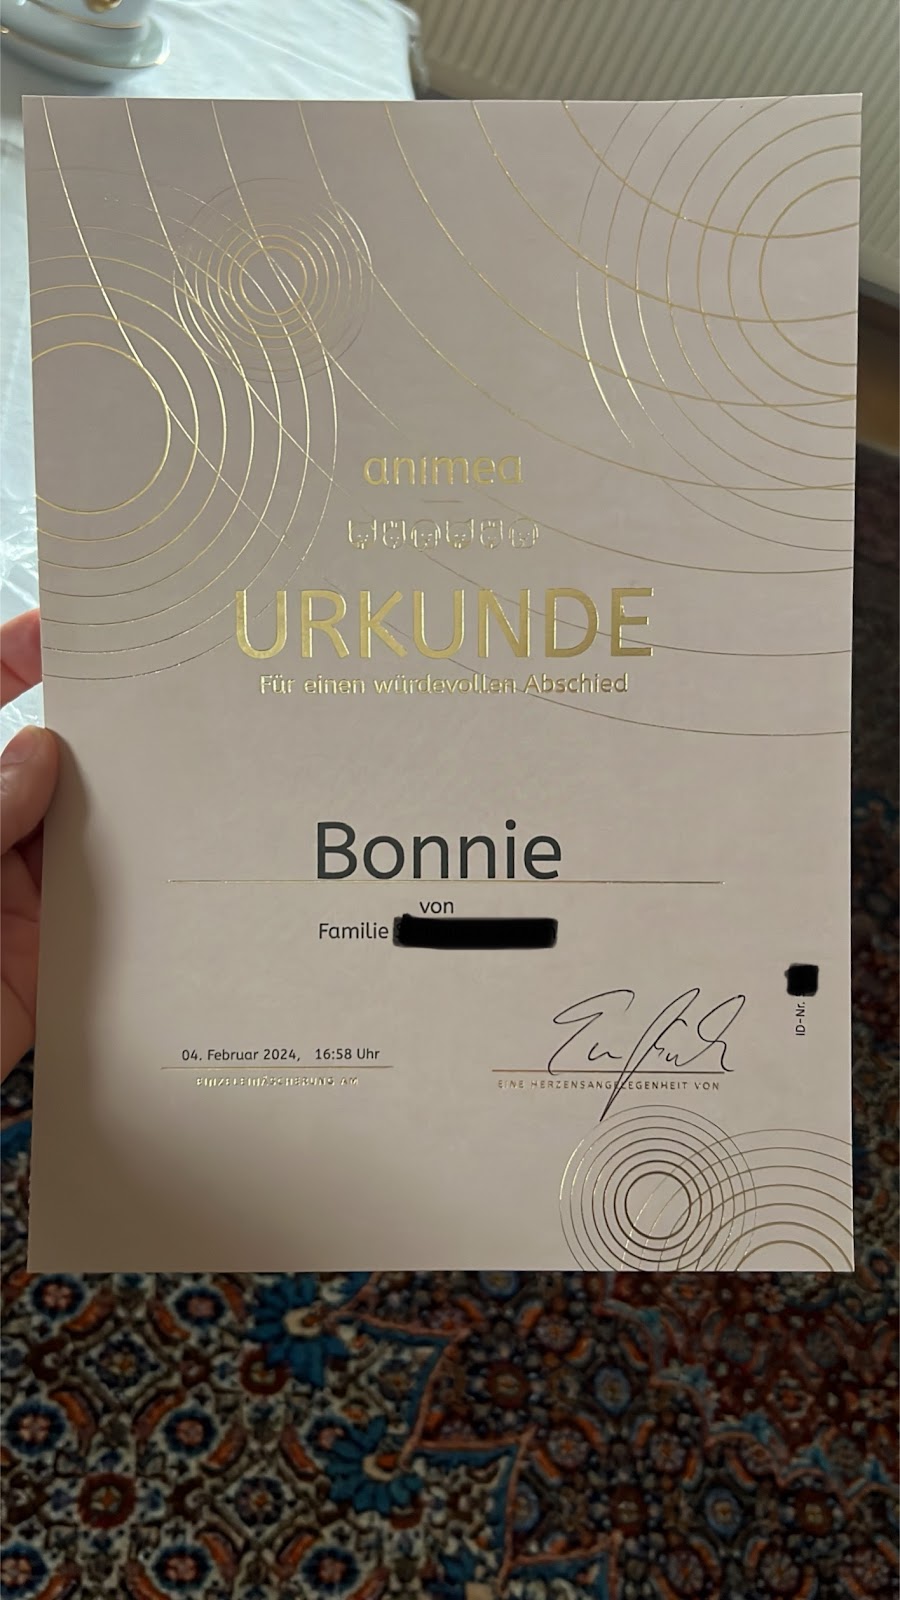 animea
URKUNDE
Für einen würdevollen Abschied
Bonnie
von
Familie
04. Februar 2024, 16:58 Uhr
EINZELEINÄSCHERUNG AM
EINE HERZENSANGELEGENHEIT VON
ID-Nr.